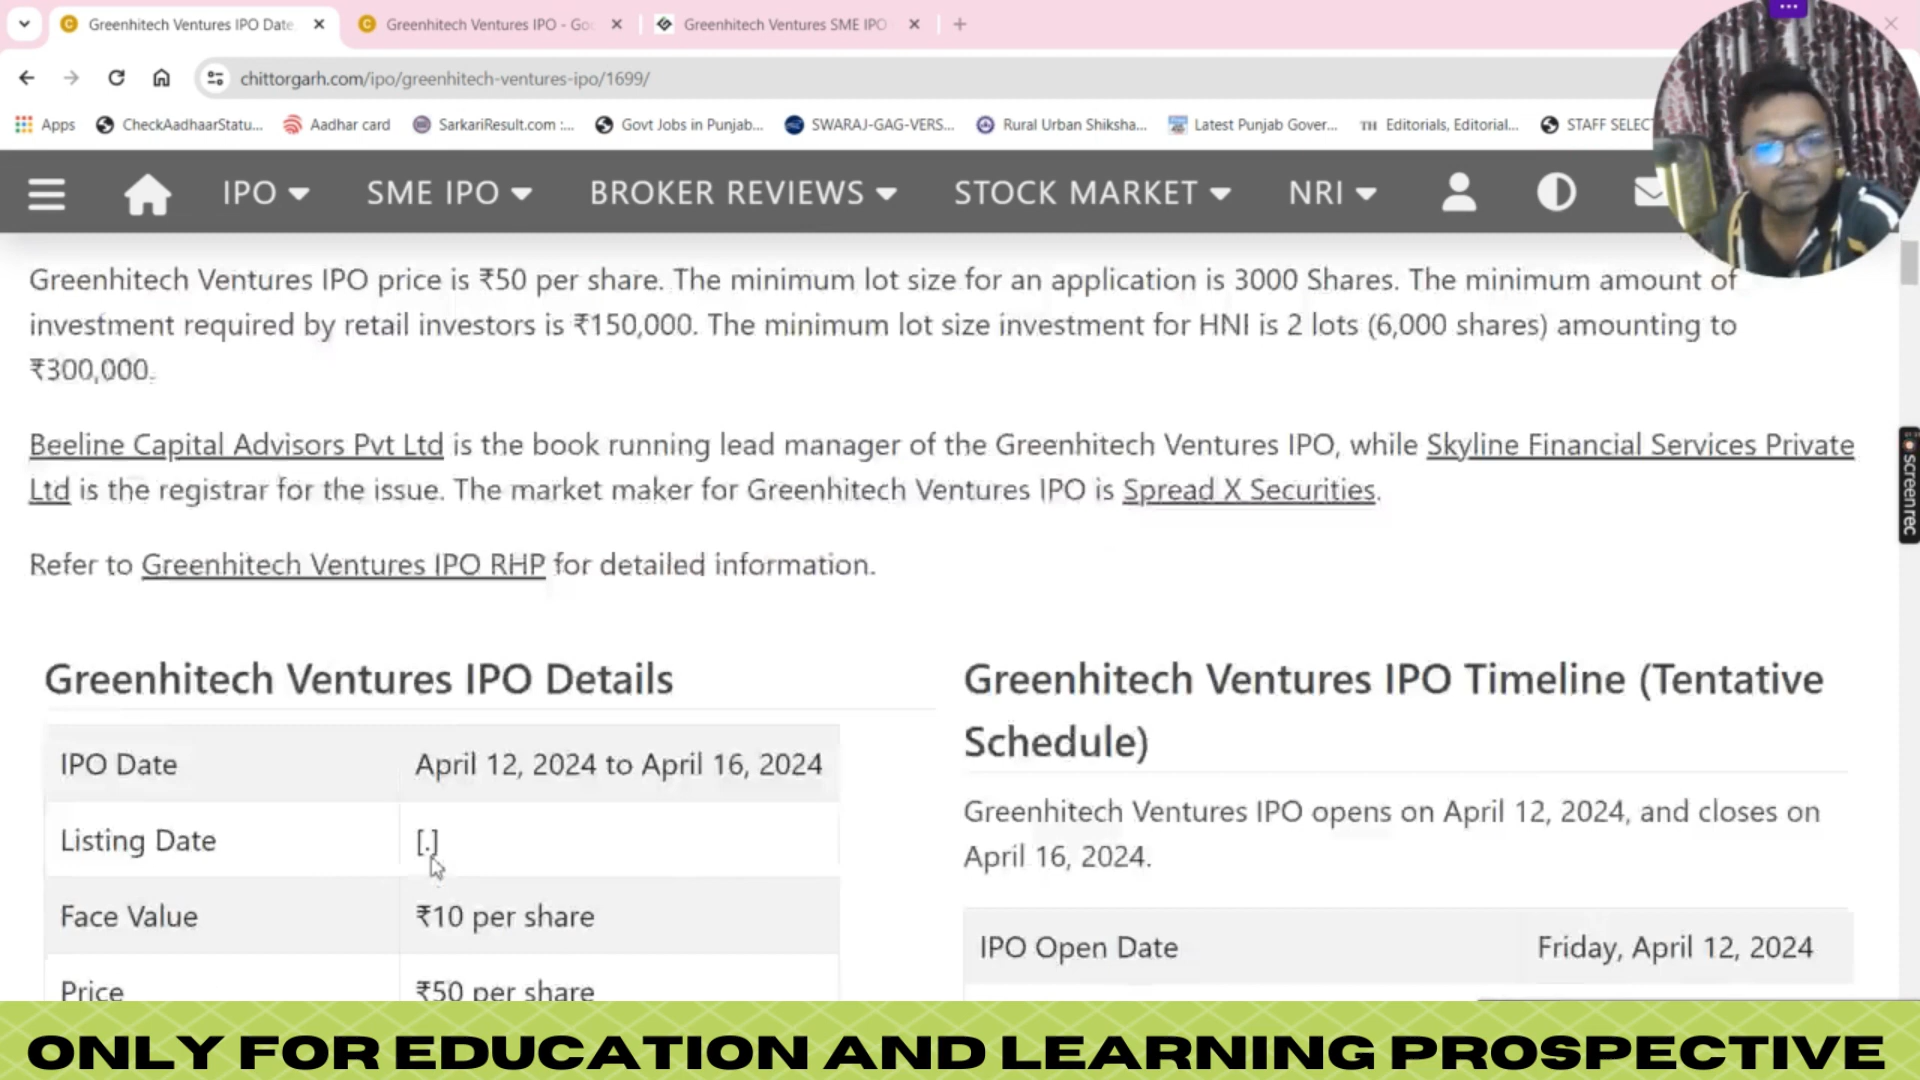 Greenhitech Ventures IPO Date
Greenhitech Ventures IPO - Go
Greenhitech Ventures SME IPO
chittorgarh.com/ipo/greenhitech-ventures-ipo/1699/
Apps
CheckAadhaarStatu...
Aadhar card
SarkariResult.com :...
Govt Jobs in Punjab...
SWARAJ-GAG-VERS...
Rural Urban Shiksha...
Latest Punjab Gover...
TH Editorials, Editorial...
STAFF SELEC
IPO
SME IPO
BROKER REVIEWS
STOCK MARKET
NRI
Greenhitech Ventures IPO price is ₹50 per share. The minimum lot size for an application is 3000 Shares. The minimum amount of
investment required by retail investors is ₹150,000. The minimum lot size investment for HNI is 2 lots (6,000 shares) amounting to
₹300,000.
Beeline Capital Advisors Pvt Ltd is the book running lead manager of the Greenhitech Ventures IPO, while Skyline Financial Services Private
Ltd is the registrar for the issue. The market maker for Greenhitech Ventures IPO is Spread X Securities.
Refer to Greenhitech Ventures IPO RHP for detailed information.
Greenhitech Ventures IPO Details
IPO Date April 12, 2024 to April 16, 2024
Listing Date [.]
Face Value ₹10 per share
Price ₹50 per share
Greenhitech Ventures IPO Timeline (Tentative
Schedule)
Greenhitech Ventures IPO opens on April 12, 2024, and closes on
April 16, 2024.
IPO Open Date Friday, April 12, 2024
screenrec
ONLY FOR EDUCATION AND LEARNING PROSPECTIVE